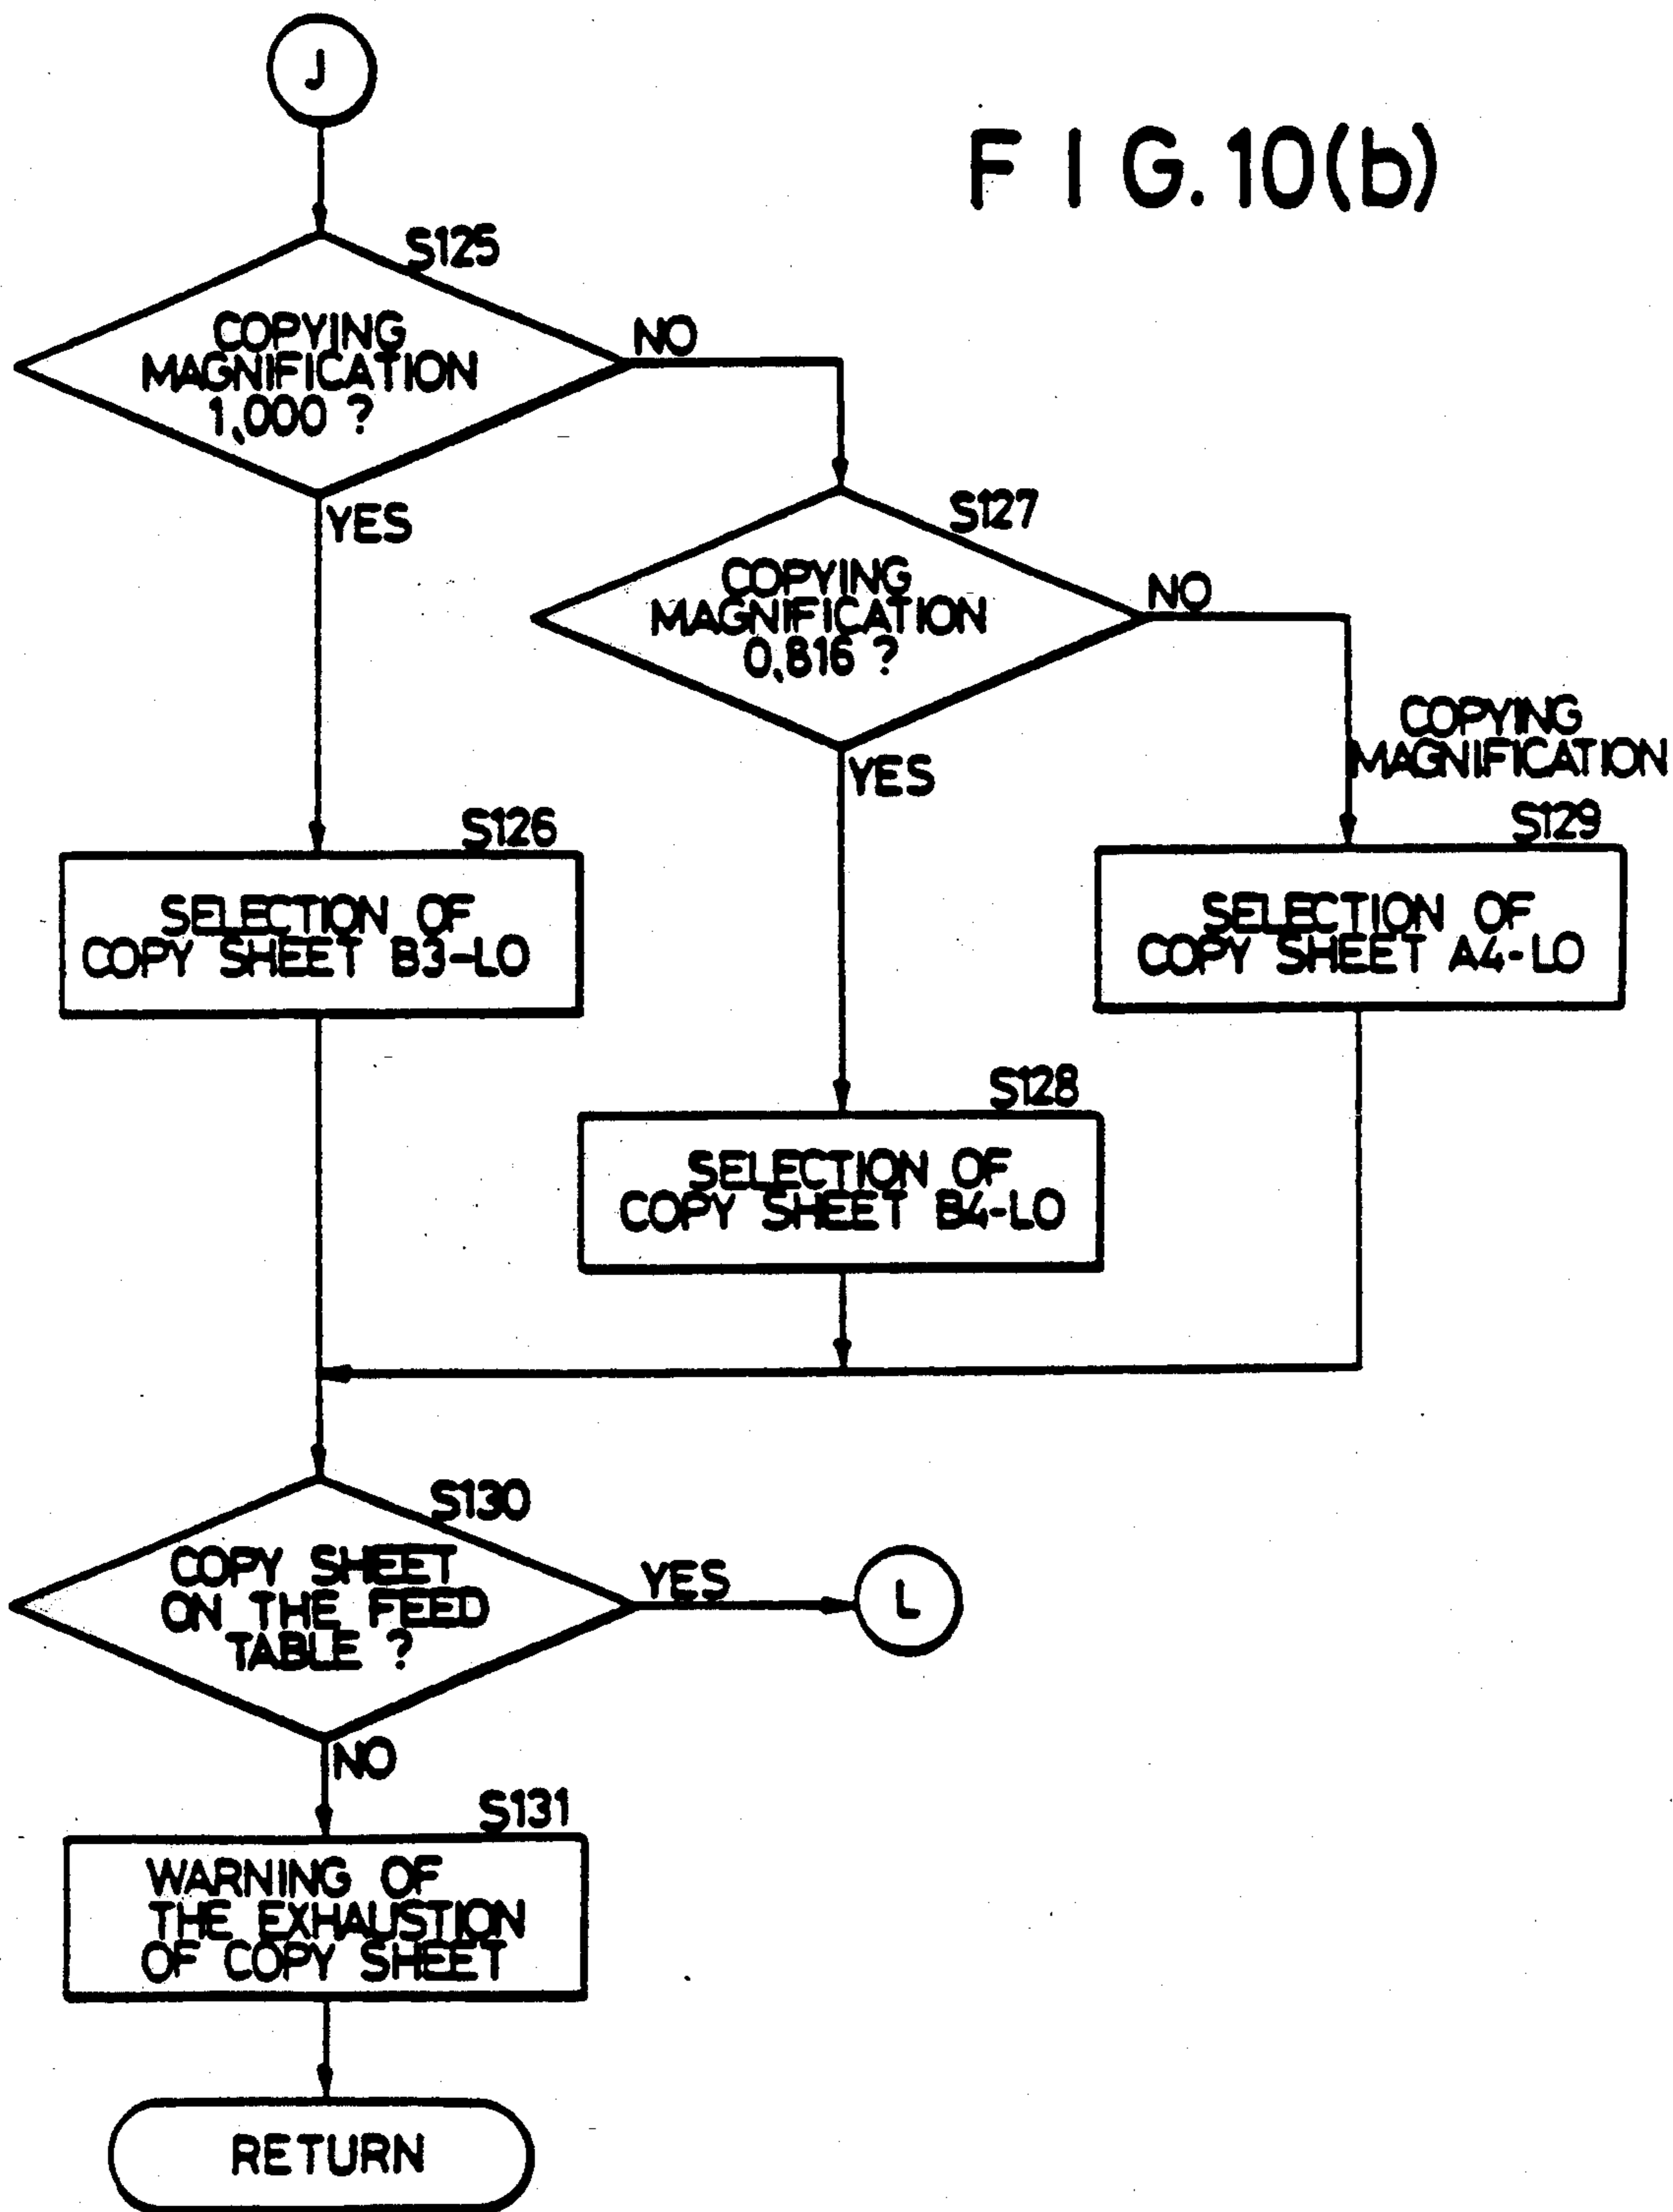 J
F I G.10(b)
S125
COPYING
MAGNIFICATION
1,000 ?
NO
YES
S127
COPYING
MAGNIFICATION
0,816 ?
NO
YES
COPYING
MAGNIFICATION
S126
SELECTION OF
COPY SHEET B3-LO
S129
SELECTION OF
COPY SHEET A4-LO
S128
SELECTION OF
COPY SHEET B4-LO
S130
COPY SHEET
ON THE FEED
TABLE ?
YES
L
NO
S131
WARNING OF
THE EXHAUSTION
OF COPY SHEET
RETURN